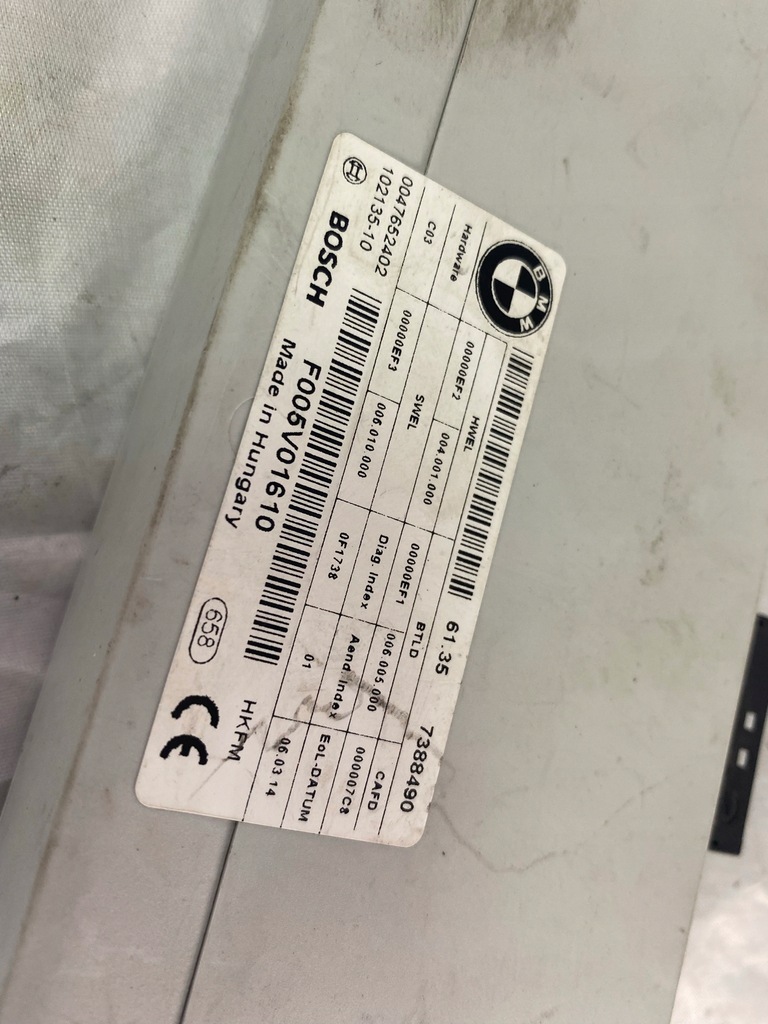 BMW
61.35 7388490
HWEL BTLD CAFD
Hardware 00000EF2 004.001.000 00000EF1 006.005.000 000007C8
SWEL Diag. Index Aend. Index EoL-DATUM
C03 00000EF3 006.010.000 0F1738 01 06.03.14
0047652402
102135-10
HKFM
BOSCH F005V01610
Made in Hungary
658
CE